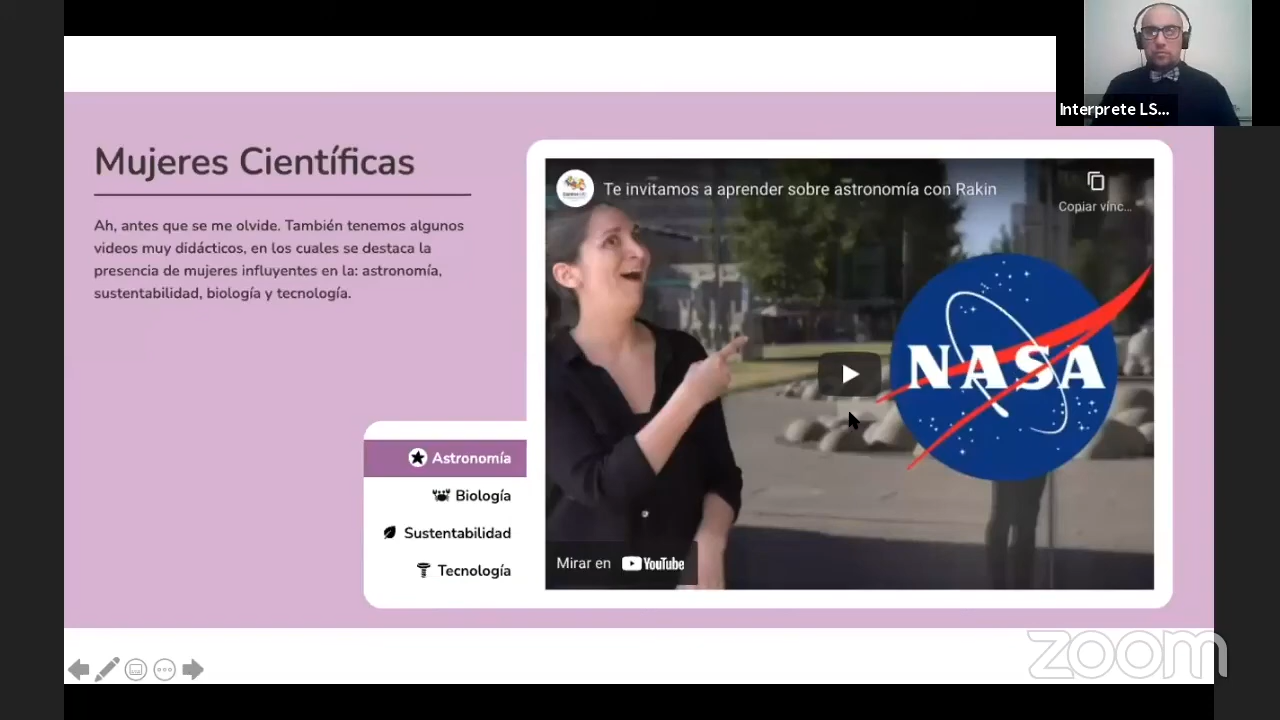 Interprete LS...
Mujeres Científicas
Ah, antes que se me olvide. También tenemos algunos
videos muy didácticos, en los cuales se destaca la
presencia de mujeres influyentes en la: astronomía,
sustentabilidad, biología y tecnología.
Te invitamos a aprender sobre astronomía con Rakin
Copiar vínc...
NASA
Astronomía
Biología
Sustentabilidad
Tecnología
Mirar en YouTube
zoom